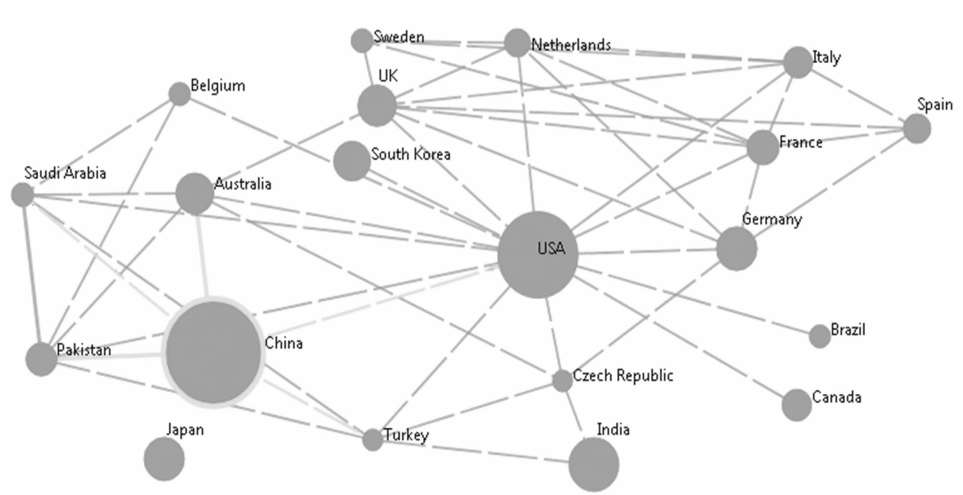 Sweden
Netherlands
Italy
UK
Belgium
Spain
France
South Korea
Saudi Arabia
Australia
Germany
USA
Brazil
China
Pakistan
Czech Republic
Canada
Japan
Turkey
India